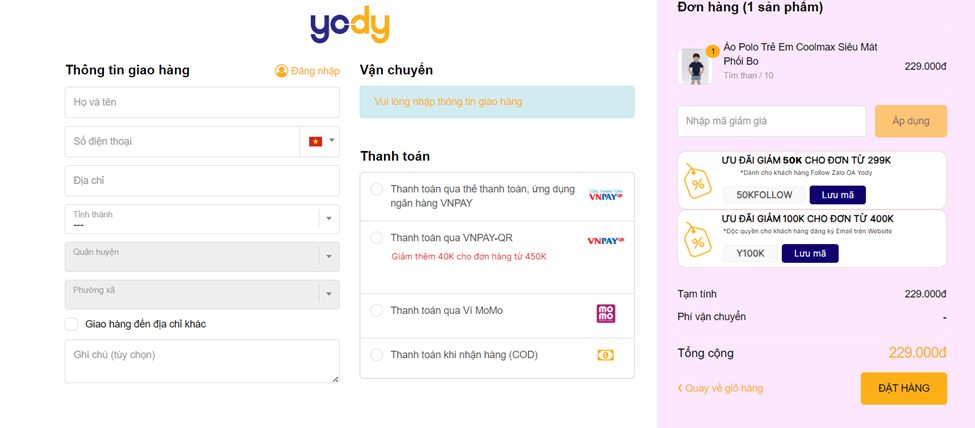 yody
Thông tin giao hàng
Đăng nhập
Họ và tên
Số điện thoại
Địa chỉ
Tỉnh thành
---
Quận huyện
Phường xã
Giao hàng đến địa chỉ khác
Ghi chú (tùy chọn)
Vận chuyển
Vui lòng nhập thông tin giao hàng
Thanh toán
Thanh toán qua thẻ thanh toán, ứng dụng
ngân hàng VNPAY
CỔNG THANH TOÁN
VNPAYQR
Thanh toán qua VNPAY-QR
Giảm thêm 40K cho đơn hàng từ 450K
VNPAYQR
Thanh toán qua Ví MoMo
mo
mo
Thanh toán khi nhận hàng (COD)
Đơn hàng (1 sản phẩm)
1
Áo Polo Trẻ Em Coolmax Siêu Mát
Phối Bo
Tím than / 10
229.000đ
Nhập mã giảm giá
Áp dụng
ƯU ĐÃI GIẢM 50K CHO ĐƠN TỪ 299K
*Dành cho khách hàng Follow Zalo OA Yody
%
50KFOLLOW
Lưu mã
ƯU ĐÃI GIẢM 100K CHO ĐƠN TỪ 400K
*Độc quyền cho khách hàng đăng ký Email trên Website
%
Y100K
Lưu mã
Tạm tính
229.000đ
Phí vận chuyển
-
Tổng cộng
229.000đ
Quay về giỏ hàng
ĐẶT HÀNG